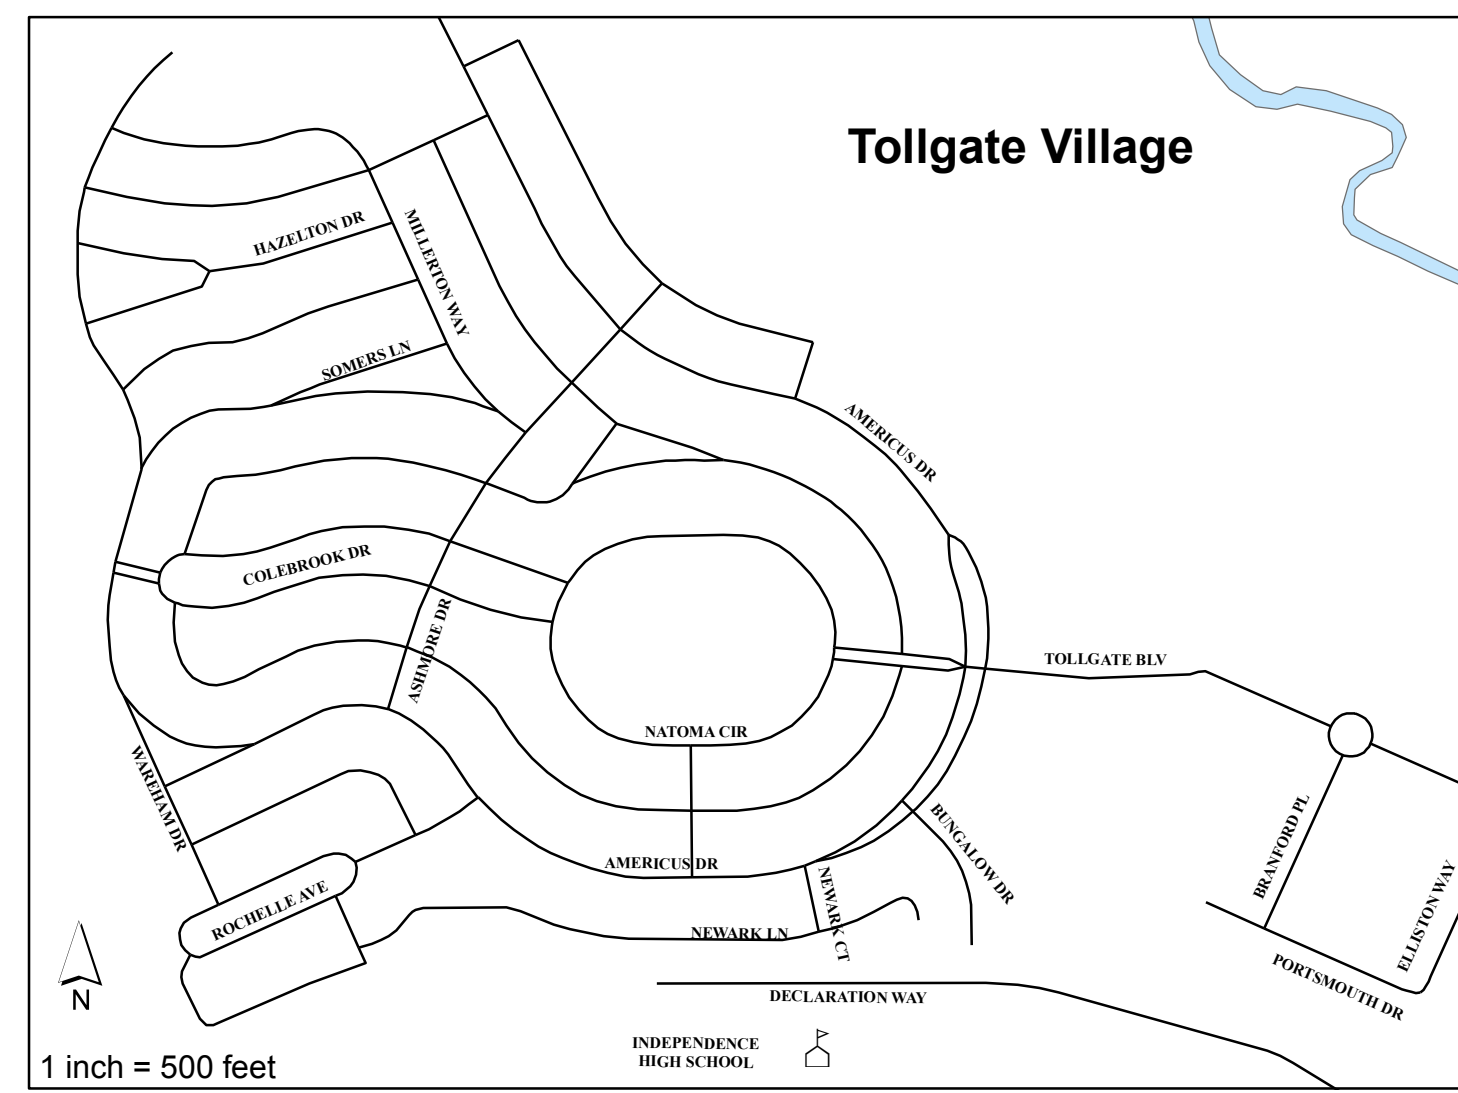 Tollgate Village
HAZELTON DR
MILLERTON WAY
SOMERS LN
AMERICUS DR
COLEBROOK DR
ASHMORE DR
TOLLGATE BLV
NATOMA CIR
WAREHAM DR
BRANFORD PL
BUNGALOW DR
AMERICUS DR
NEWARK CT
ROCHELLE AVE
ELLISTON WAY
NEWARK LN
PORTSMOUTH DR
N
DECLARATION WAY
INDEPENDENCE
HIGH SCHOOL
1 inch = 500 feet